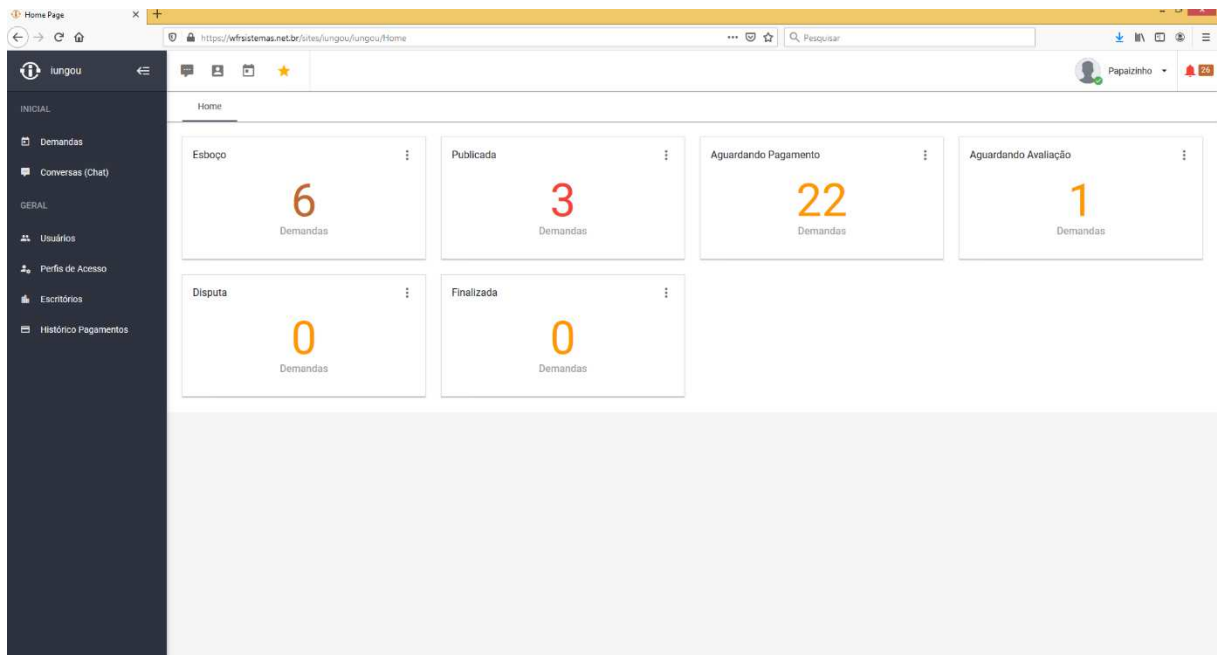 Home Page
https://wfrsistemas.net.br/sites/iungou/iungou/Home
Pesquisar
iungou
Papaizinho
26
INICIAL
Demandas
Conversas (Chat)
GERAL
Usuários
Perfis de Acesso
Escritórios
Histórico Pagamentos
Home
Esboço
6
Demandas
Publicada
3
Demandas
Aguardando Pagamento
22
Demandas
Aguardando Avaliação
1
Demandas
Disputa
0
Demandas
Finalizada
0
Demandas